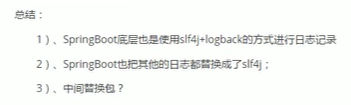 总结：
1）、SpringBoot底层也是使用slf4j+logback的方式进行日志记录
2）、SpringBoot也把其他的日志都替换成了slf4j；
3）、中间替换包？